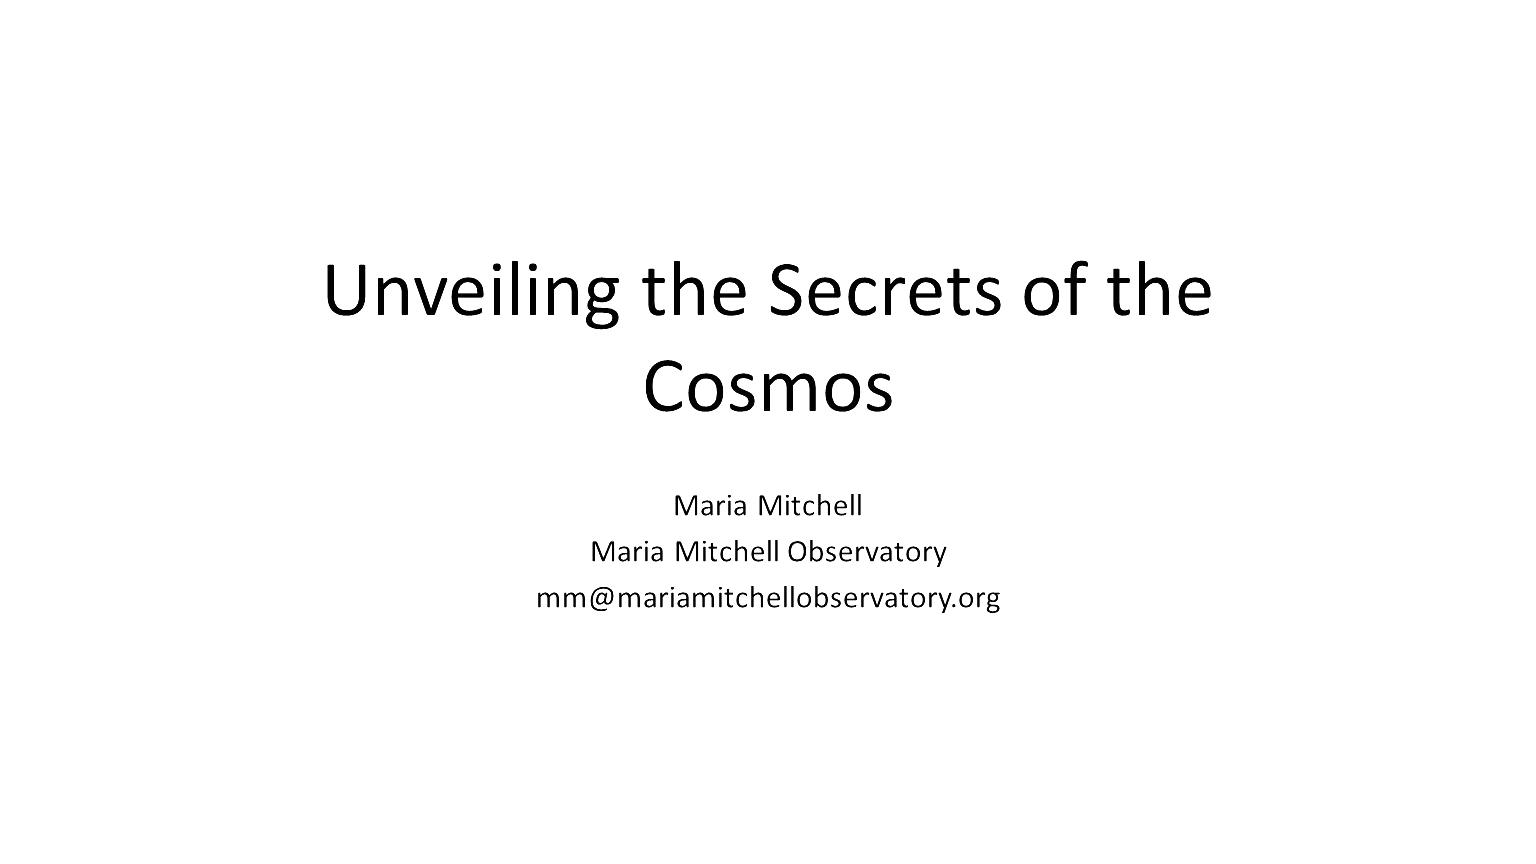 Unveiling the Secrets of the
Cosmos
Maria Mitchell
Maria Mitchell Observatory
mm@mariamitchellobservatory.org